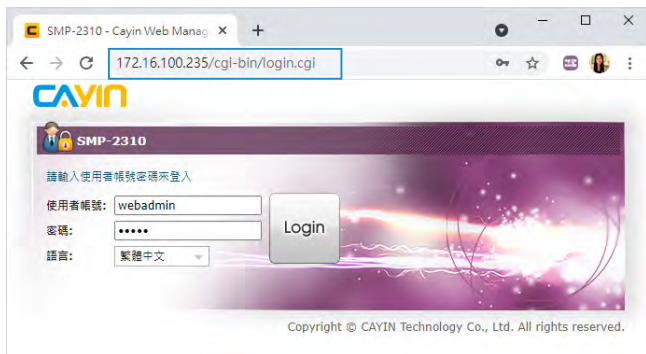 SMP-2310 - Cayin Web Manag
172.16.100.235/cgi-bin/login.cgi
CAYIN
SMP-2310
請輸入使用者帳號密碼來登入
使用者帳號: webadmin
密碼: •••••
Login
語言: 繁體中文
Copyright © CAYIN Technology Co., Ltd. All rights reserved.